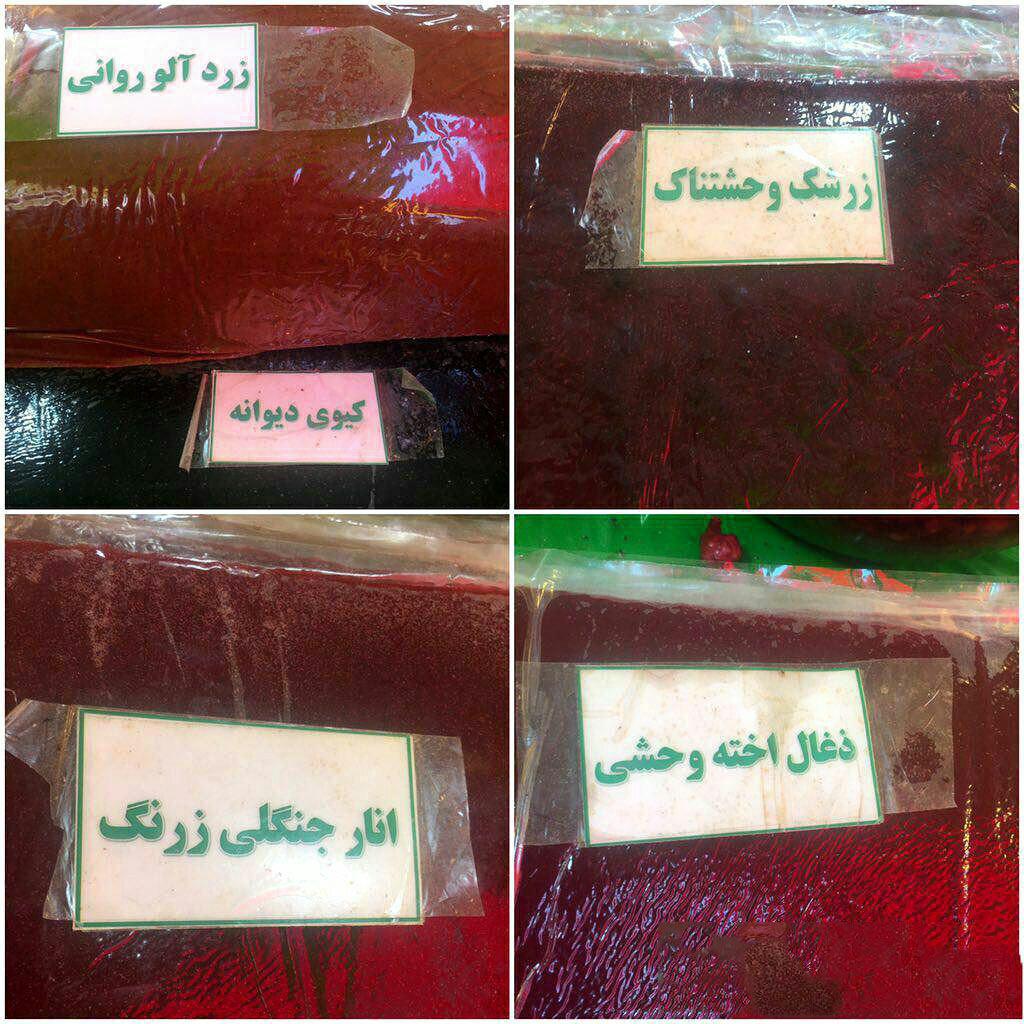 زرد آلو روانی
زرشک وحشتناک
کیوی دیوانه
انار جنگلی زرنگ
ذغال اخته وحشی